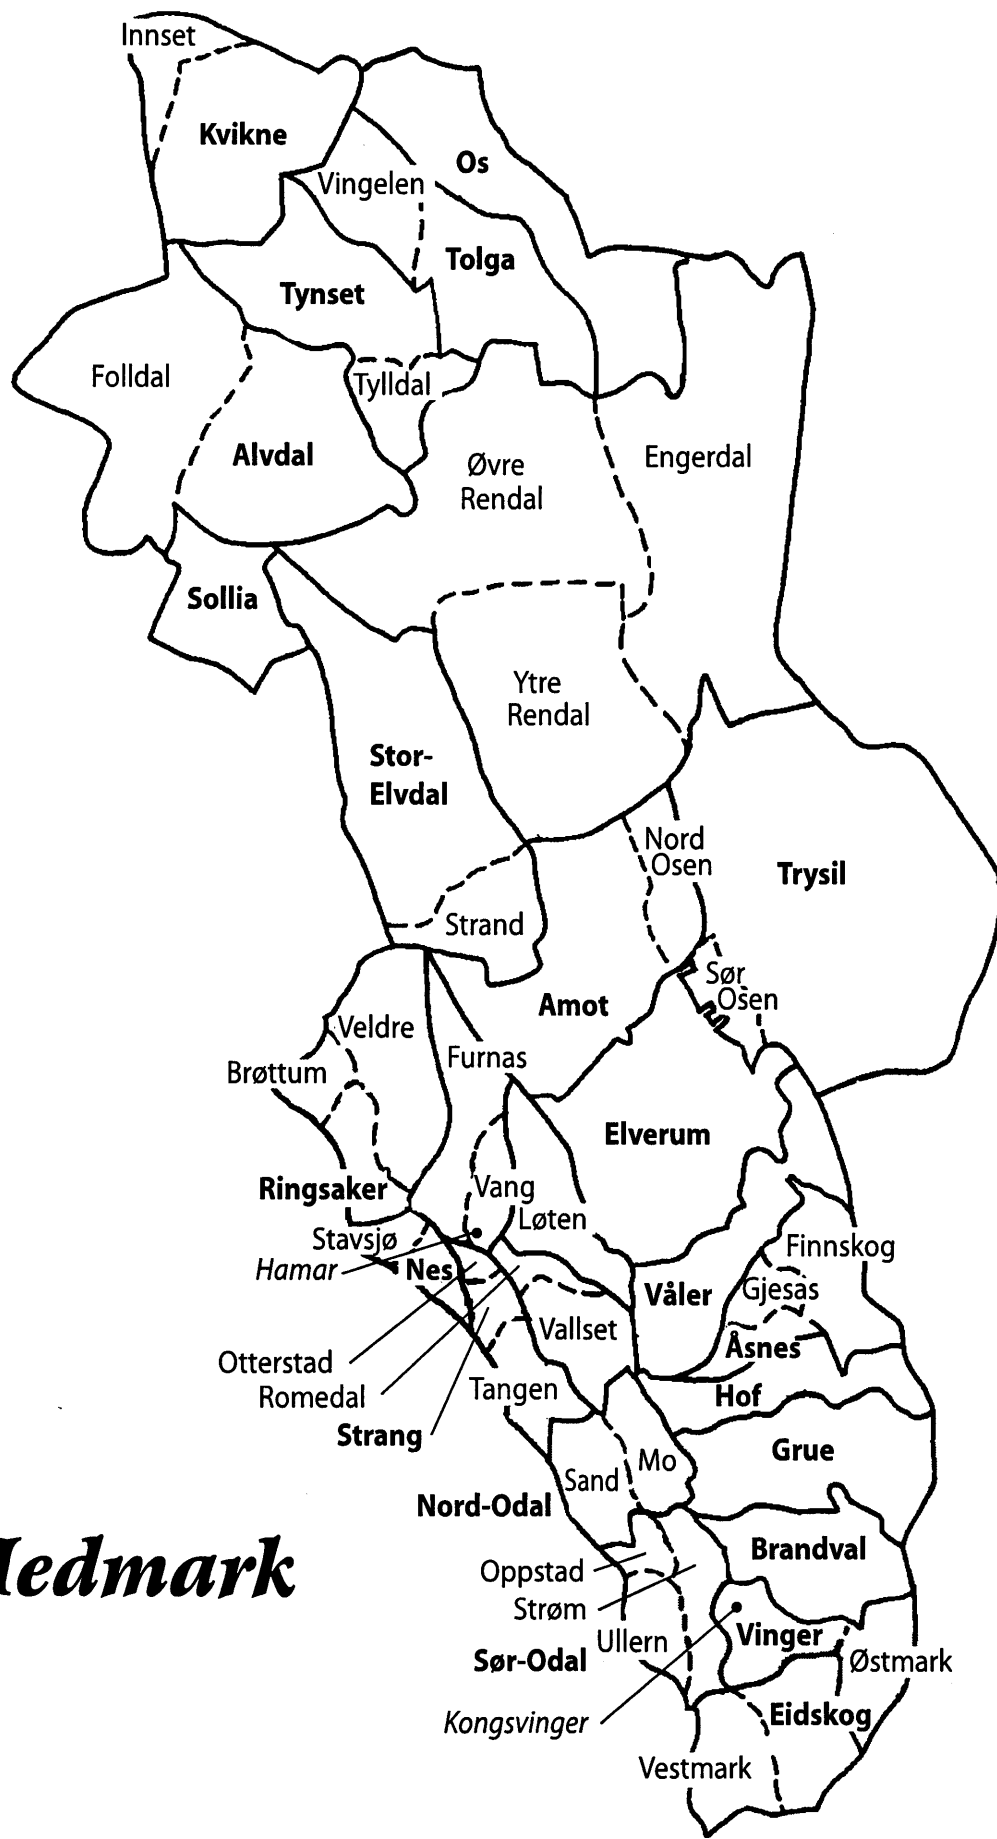 Innset
Kvikne
Os
Vingelen
Tolga
Tynset
Folldal
Tylldal
Alvdal
Øvre
Rendal
Engerdal
Sollia
Ytre
Rendal
Stor-
Elvdal
Nord
Osen
Trysil
Strand
Sør
Osen
Amot
Veldre
Furnas
Brøttum
Elverum
Ringsaker
Vang
Løten
Stavsjø
Finnskog
Hamar
Nes
Gjesas
Våler
Vallset
Åsnes
Otterstad
Romedal
Tangen
Hof
Strang
Grue
Mo
Sand
Nord-Odal
Brandval
Oppstad
Strøm
Ullern
Vinger
Sør-Odal
Østmark
Kongsvinger
Eidskog
Vestmark
Hedmark